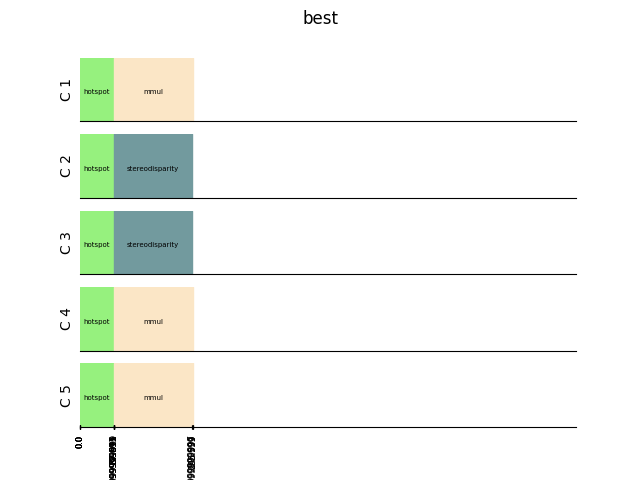 best
C 1
hotspot
mmul
C 2
hotspot
stereodisparity
C 3
hotspot
stereodisparity
C 4
hotspot
mmul
C 5
hotspot
mmul
0.0